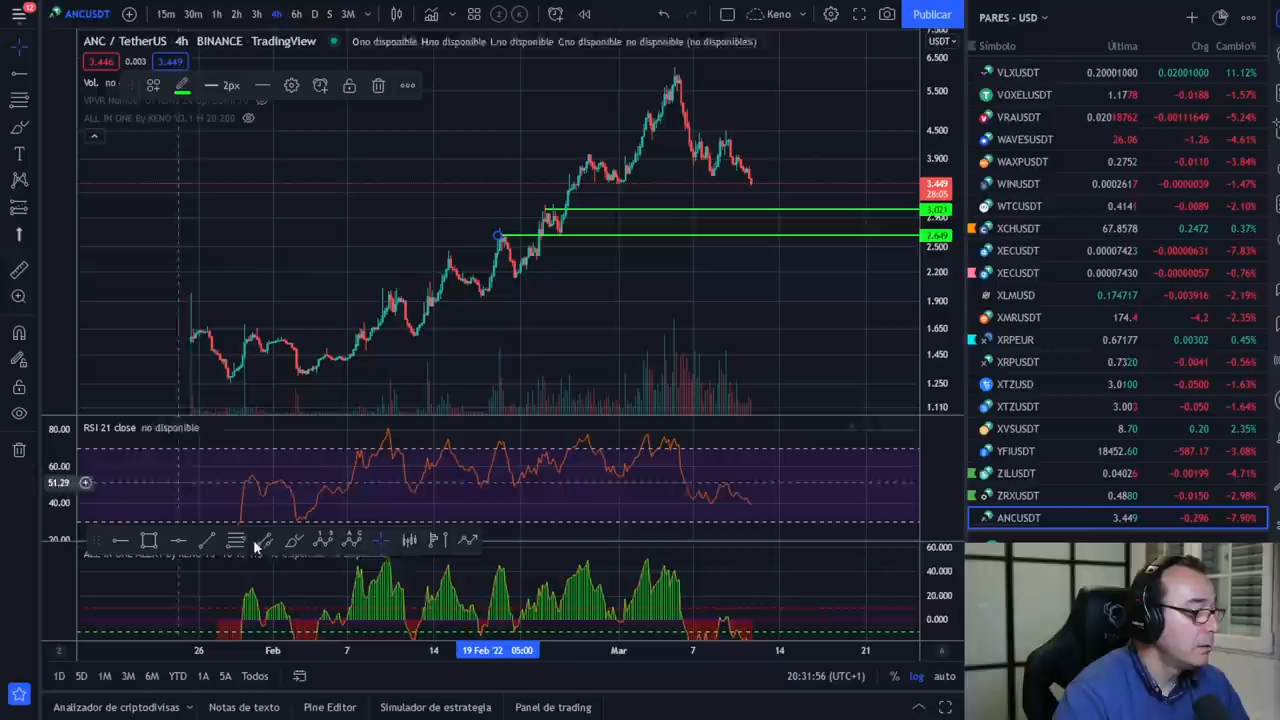 12
ANCUSDT
15m 30m 1h 2h 3h 4h 6h D S 3M
Keno
Publicar
PARES - USD
ANC / TetherUS 4h BINANCE TradingView
Ono disponible Hno disponible Lno disponible Cno disponible no disponible (no disponibles)
USDT
3.446 0.003 3.449
Vol. no
2px
ALL IN ONE By KENO V3.1 H 20 200
6.500
5.500
4.500
3.900
3.449
28:05
3.021
2.900
2.649
2.500
2.200
1.900
1.650
1.450
1.250
1.110
RSI 21 close no disponible
80.00
60.00
51.29
40.00
20.00
60.000
40.000
20.000
0.000
26 Feb 7 14 19 Feb '22 05:00 Mar 7 14 21
1D 5D 1M 3M 6M YTD 1A 5A Todos
20:31:56 (UTC+1) % log auto
Analizador de criptodivisas Notas de texto Pine Editor Simulador de estrategia Panel de trading
Símbolo Última Chg Cambio%
VLXUSDT 0.20001000 0.02001000 11.12%
VOXELUSDT 1.1778 -0.0188 -1.57%
VRAUSDT 0.02018762 -0.00111649 -5.24%
WAVESUSDT 26.06 -1.26 -4.61%
WAXPUSDT 0.2752 -0.0110 -3.84%
WINUSDT 0.0002617 -0.0000039 -1.47%
WTCUSDT 0.4141 -0.0089 -2.10%
XCHUSDT 67.8578 0.2472 0.37%
XECUSDT 0.00007423 -0.00000631 -7.83%
XECUSDT 0.00007430 -0.00000057 -0.76%
XLMUSD 0.174717 -0.003916 -2.19%
XMRUSDT 174.4 -4.2 -2.35%
XRPEUR 0.67177 0.00302 0.45%
XRPUSDT 0.7320 -0.0041 -0.56%
XTZUSD 3.0100 -0.0500 -1.63%
XTZUSDT 3.003 -0.050 -1.64%
XVSUSDT 8.70 0.20 2.35%
YFIUSDT 18452.60 -587.17 -3.08%
ZILUSDT 0.04026 -0.00199 -4.71%
ZRXUSDT 0.4880 -0.0150 -2.98%
ANCUSDT 3.449 -0.296 -7.90%